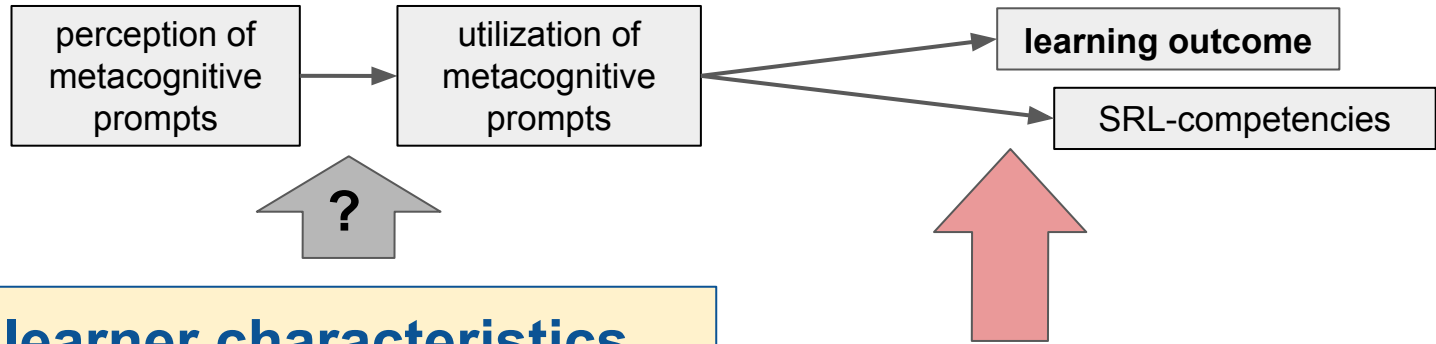 perception of
metacognitive
prompts
utilization of
metacognitive
prompts
learning outcome
SRL-competencies
?
learner characteristics